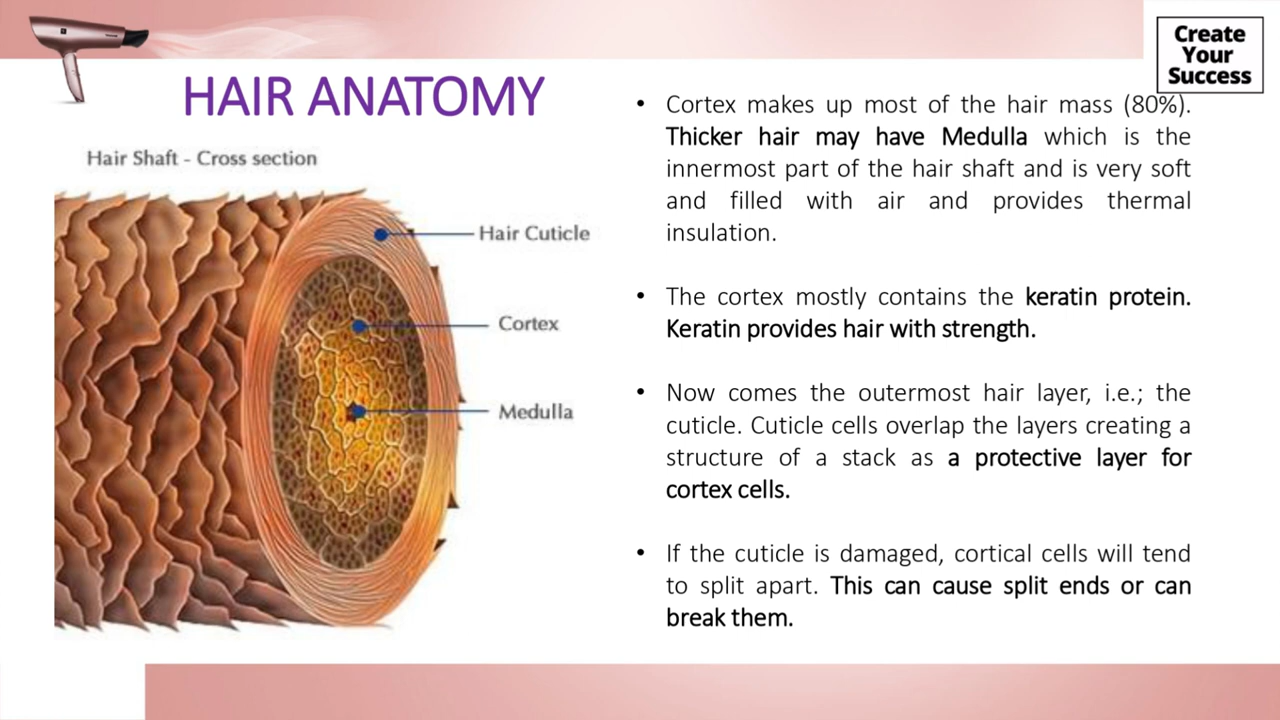 Create
Your
Success
HAIR ANATOMY
Hair Shaft - Cross section
Hair Cuticle
Cortex
Medulla
• Cortex makes up most of the hair mass (80%).
Thicker hair may have Medulla which is the
innermost part of the hair shaft and is very soft
and filled with air and provides thermal
insulation.
• The cortex mostly contains the keratin protein.
Keratin provides hair with strength.
• Now comes the outermost hair layer, i.e.; the
cuticle. Cuticle cells overlap the layers creating a
structure of a stack as a protective layer for
cortex cells.
• If the cuticle is damaged, cortical cells will tend
to split apart. This can cause split ends or can
break them.